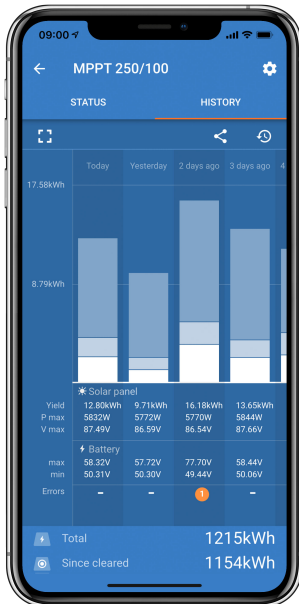 09:00
MPPT 250/100
STATUS HISTORY
Today Yesterday 2 days ago 3 days ago 4
17.58kWh
8.79kWh
Solar panel
Yield 12.80kWh 9.71kWh 16.18kWh 13.65kWh
P max 5832W 5772W 5770W 5844W
V max 87.49V 86.59V 86.54V 87.66V
Battery
max 58.32V 57.72V 77.70V 58.44V
min 50.31V 50.30V 49.44V 50.06V
Errors – – 1 –
Total 1215kWh
Since cleared 1154kWh